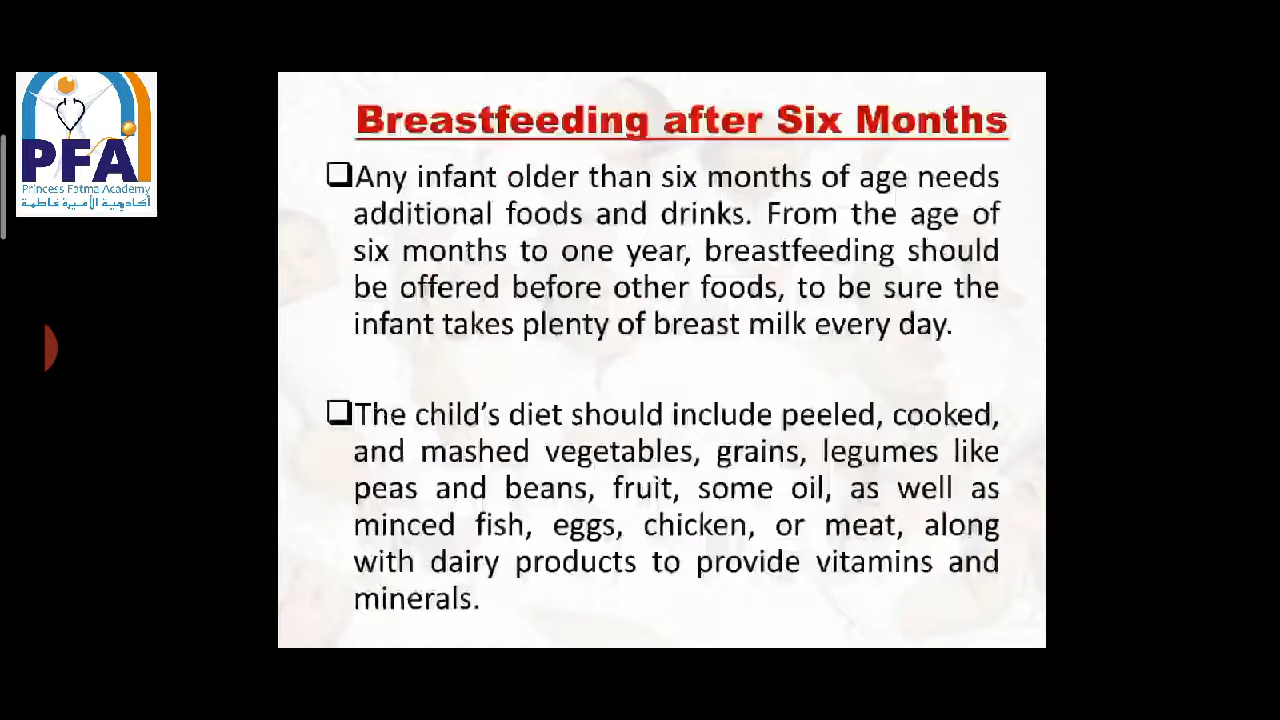 PFA
Princess Fatma Academy
أكاديمية الأميرة فاطمة
Breastfeeding after Six Months
❑Any infant older than six months of age needs
additional foods and drinks. From the age of
six months to one year, breastfeeding should
be offered before other foods, to be sure the
infant takes plenty of breast milk every day.
❑The child’s diet should include peeled, cooked,
and mashed vegetables, grains, legumes like
peas and beans, fruit, some oil, as well as
minced fish, eggs, chicken, or meat, along
with dairy products to provide vitamins and
minerals.